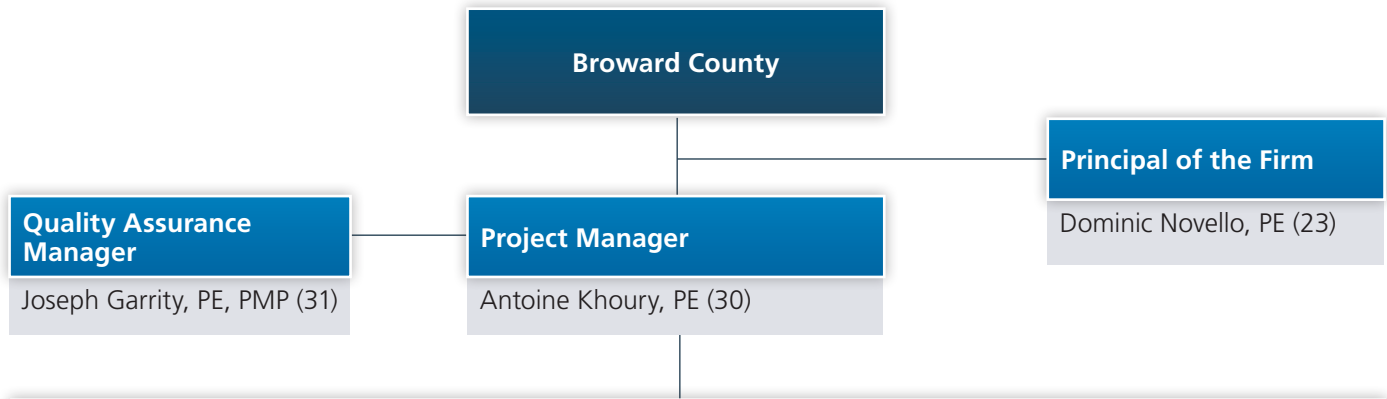 Broward County
Principal of the Firm
Dominic Novello, PE (23)
Quality Assurance
Manager
Joseph Garrity, PE, PMP (31)
Project Manager
Antoine Khoury, PE (30)